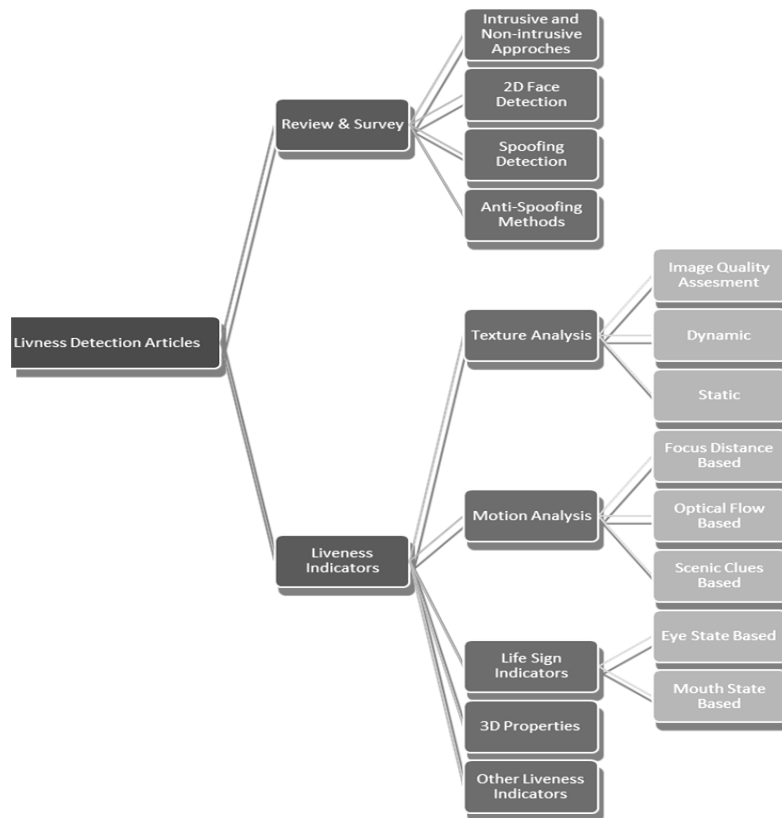 Intrusive and
Non-intrusive
Approches
2D Face
Detection
Review & Survey
Spoofing
Detection
Anti-Spoofing
Methods
Image Quality
Assesment
Livness Detection Articles
Texture Analysis
Dynamic
Static
Focus Distance
Based
Motion Analysis
Optical Flow
Based
Liveness
Indicators
Scenic Clues
Based
Eye State Based
Life Sign
Indicators
Mouth State
Based
3D Properties
Other Liveness
Indicators